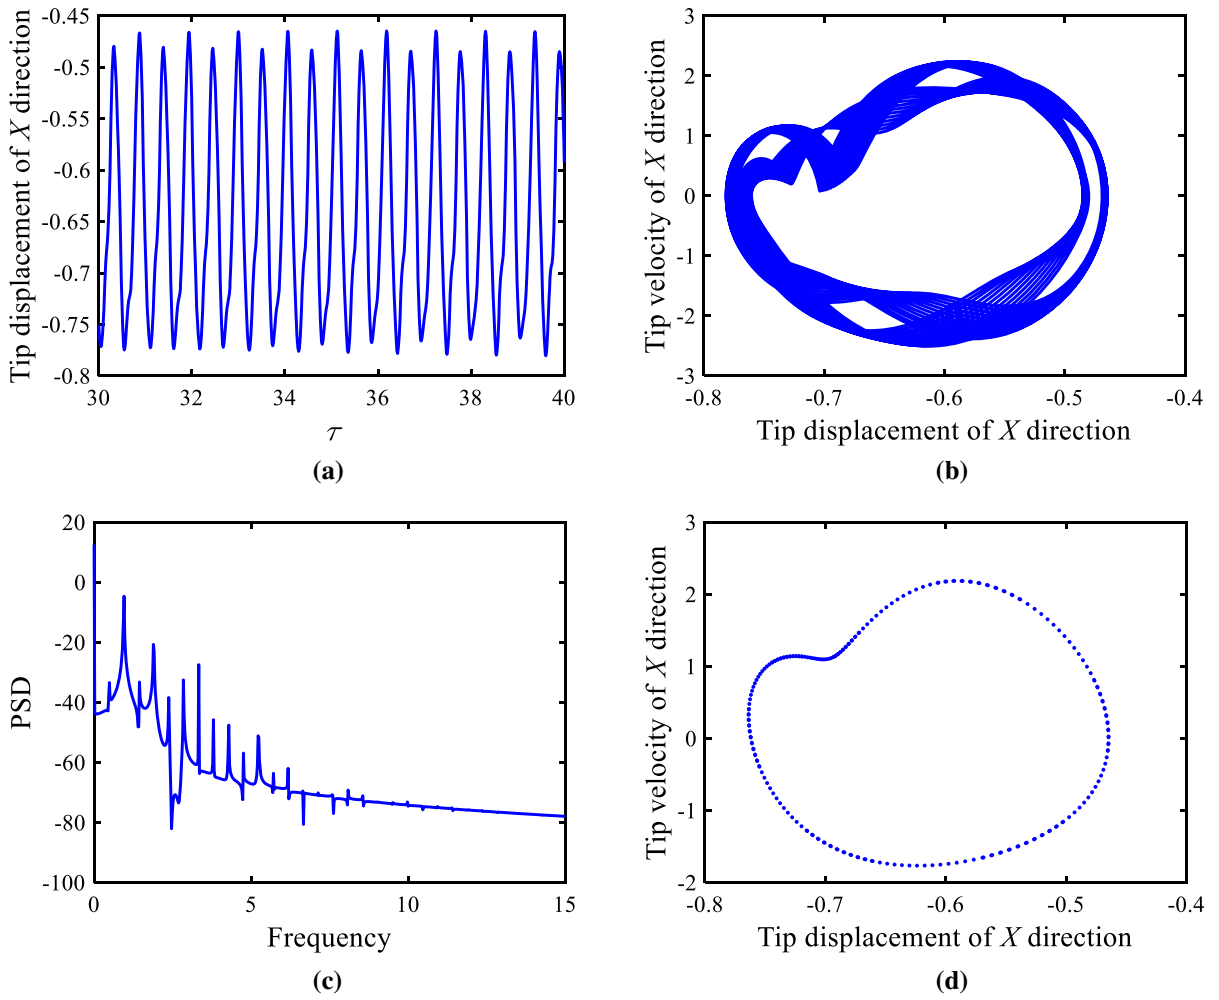 Tip displacement of X direction
-0.45
-0.5
-0.55
-0.6
-0.65
-0.7
-0.75
-0.8
30 32 34 36 38 40
τ
(a)
Tip velocity of X direction
3
2
1
0
-1
-2
-3
-0.8 -0.7 -0.6 -0.5 -0.4
Tip displacement of X direction
(b)
PSD
20
0
-20
-40
-60
-80
-100
0 5 10 15
Frequency
(c)
Tip velocity of X direction
3
2
1
0
-1
-2
-0.8 -0.7 -0.6 -0.5 -0.4
Tip displacement of X direction
(d)